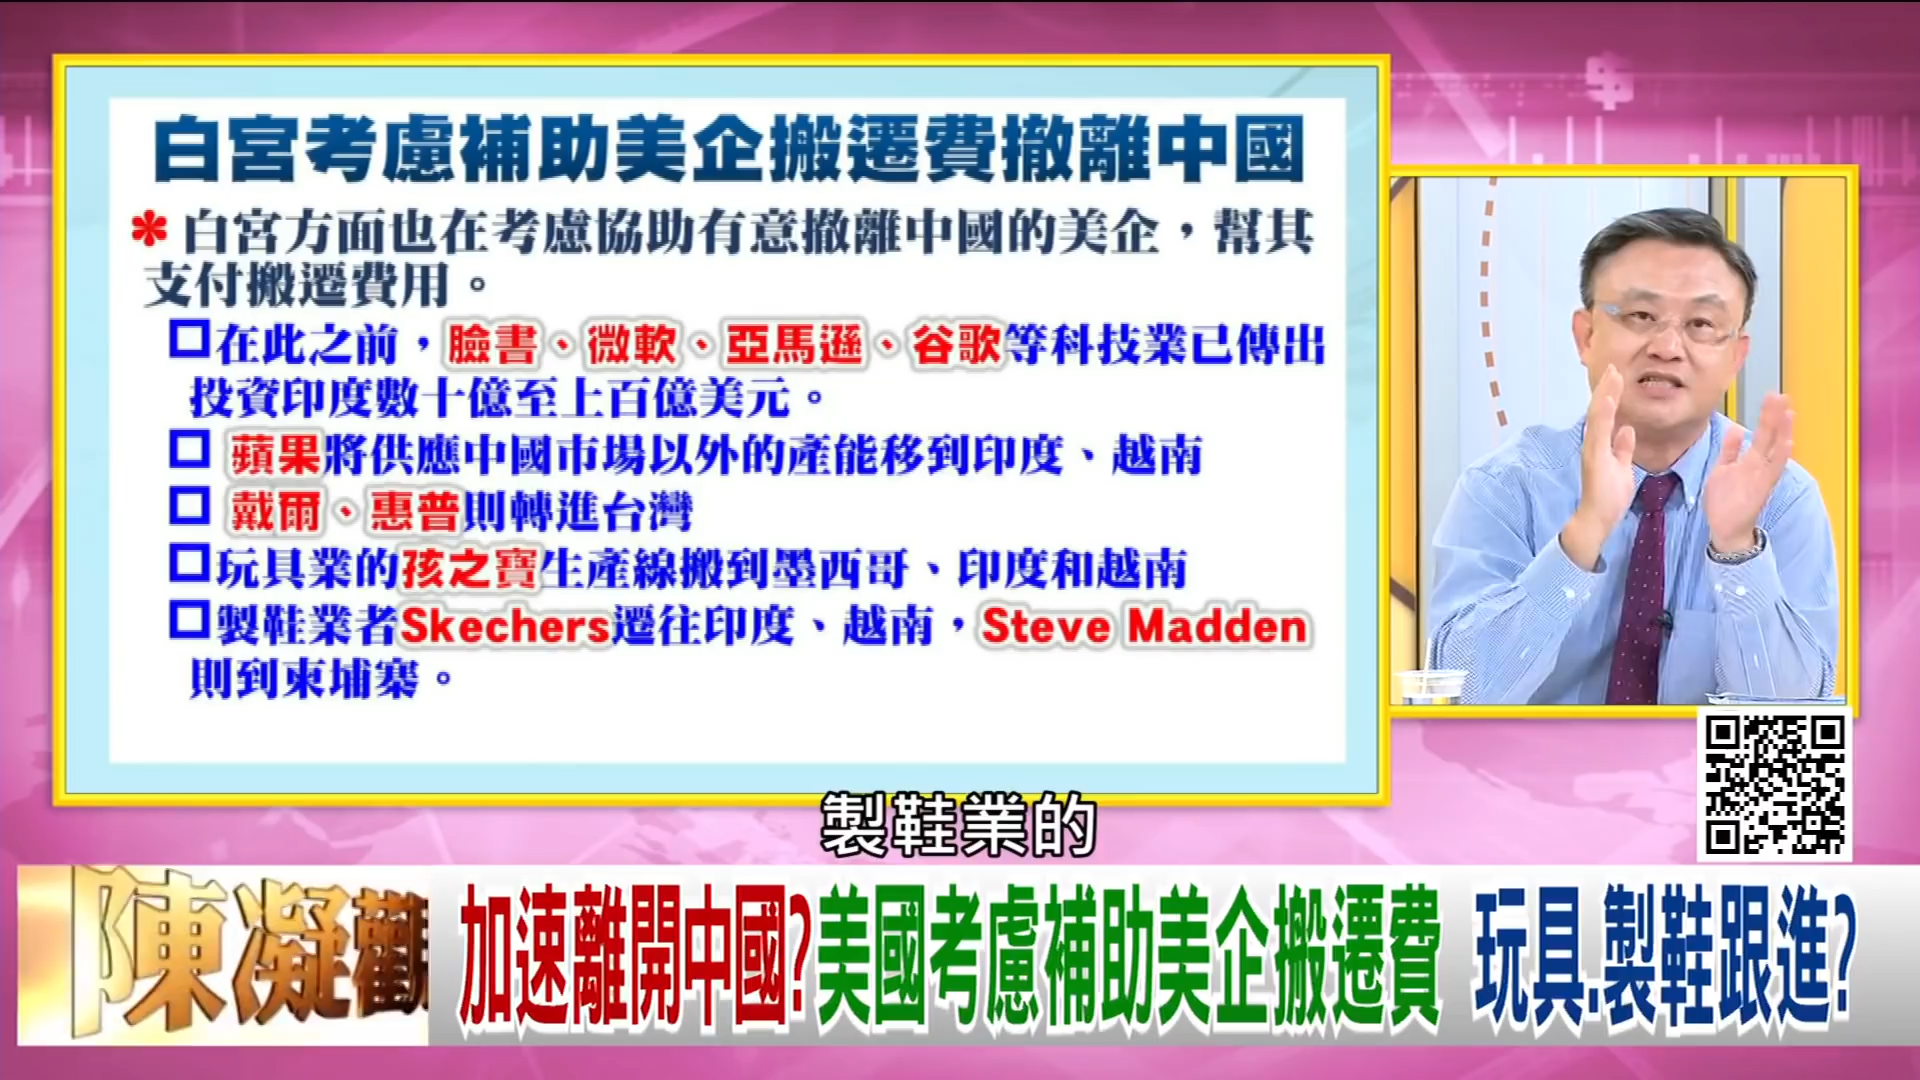 白宮考慮補助美企搬遷費撤離中國
✽ 白宮方面也在考慮協助有意撤離中國的美企，幫其
支付搬遷費用。
□在此之前，臉書、微軟、亞馬遜、谷歌等科技業已傳出
投資印度數十億至上百億美元。
□ 蘋果將供應中國市場以外的產能移到印度、越南
□ 戴爾、惠普則轉進台灣
□玩具業的孩之寶生產線搬到墨西哥、印度和越南
□製鞋業者Skechers遷往印度、越南，Steve Madden
則到柬埔寨。
製鞋業的
陳凝觀
加速離開中國?美國考慮補助美企搬遷費 玩具.製鞋跟進?